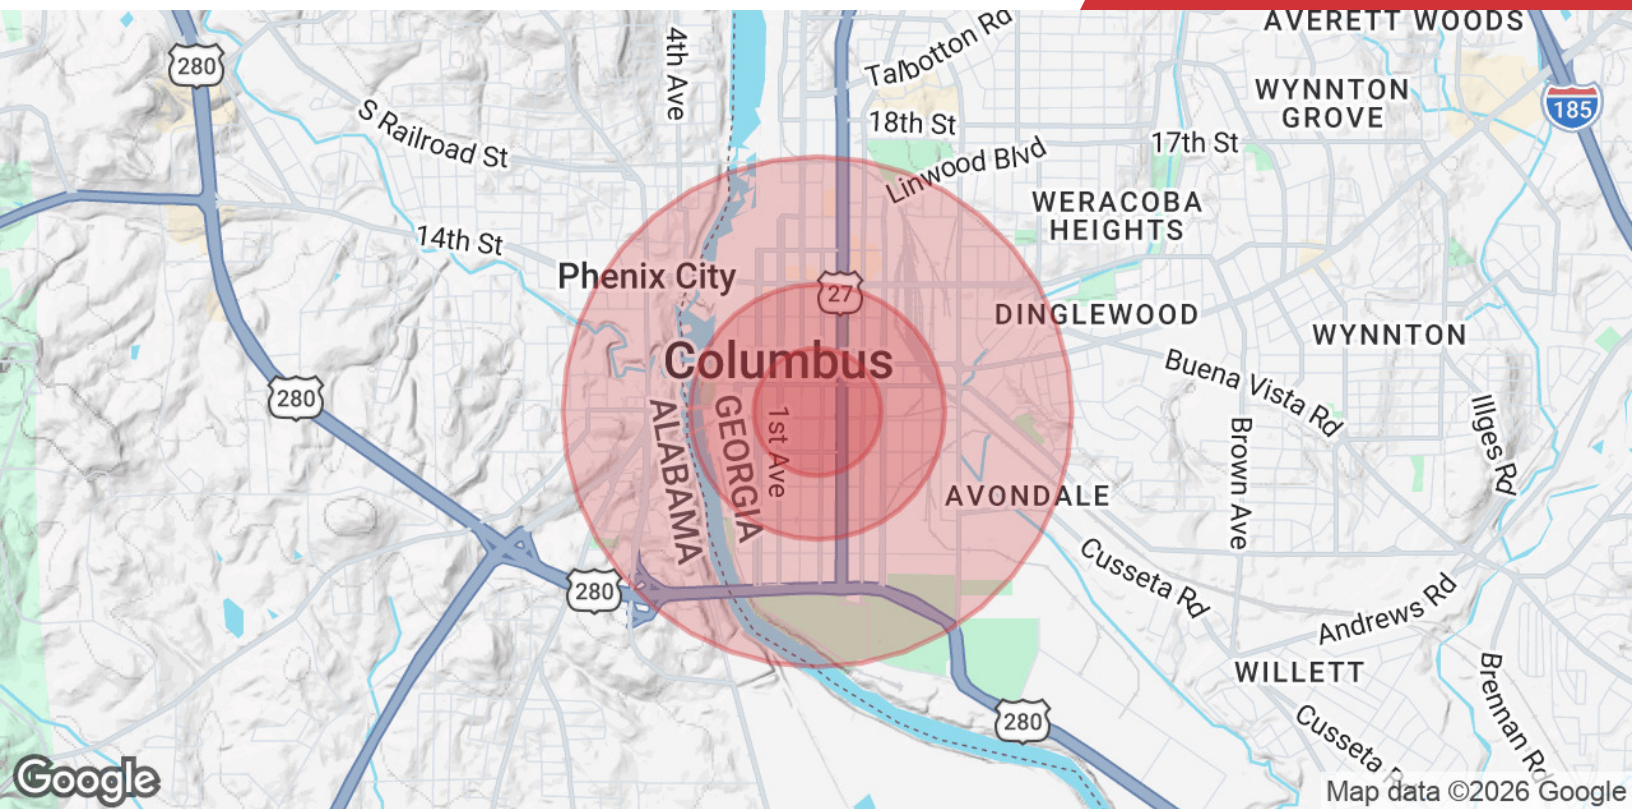 AVERETT WOODS
280
4th Ave
Talbotton Rd
WYNNTON
GROVE
185
S Railroad St
18th St
17th St
Linwood Blvd
WERACOBA
HEIGHTS
14th St
Phenix City
27
DINGLEWOOD
WYNNTON
Columbus
Buena Vista Rd
280
ALABAMA
GEORGIA
1st Ave
Illges Rd
Brown Ave
AVONDALE
Cusseta Rd
280
Andrews Rd
WILLETT
Brennan Rd
280
Cusseta R
Google
Map data ©2026 Google